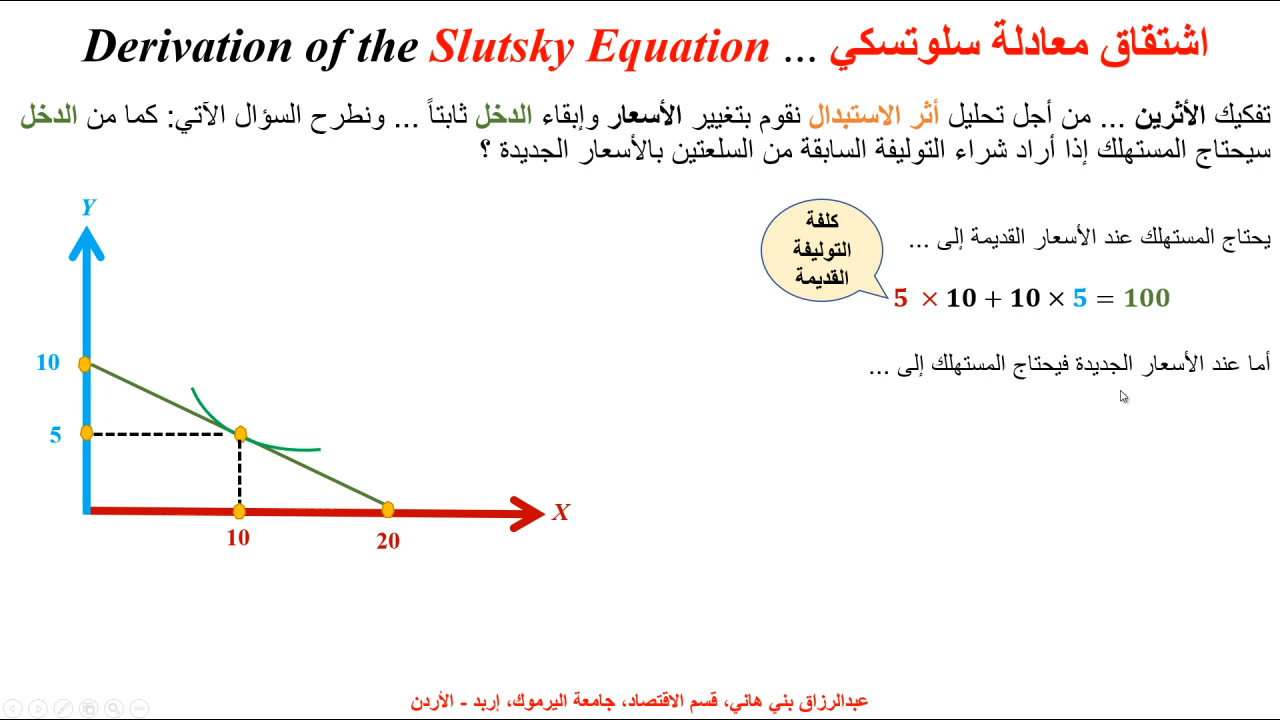 Derivation of the Slutsky Equation ... اشتقاق معادلة سلوتسكي
تفكيك الأثرين ... من أجل تحليل أثر الاستبدال نقوم بتغيير الأسعار وإبقاء الدخل ثابتاً ... ونطرح السؤال الآتي: كما من الدخل
سيحتاج المستهلك إذا أراد شراء التوليفة السابقة من السلعتين بالأسعار الجديدة ؟
يحتاج المستهلك عند الأسعار القديمة إلى ...
كلفة
التوليفة
القديمة
5 × 10 + 10 × 5 = 100
أما عند الأسعار الجديدة فيحتاج المستهلك إلى ...
Y
10
5
X
10
20
عبدالرزاق بني هاني، قسم الاقتصاد، جامعة اليرموك، إربد - الأردن